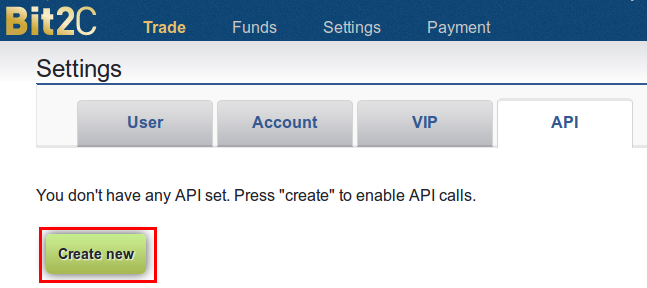 Bit2C Trade Funds Settings Payment
Settings
User Account VIP API
You don't have any API set. Press "create" to enable API calls.
Create new